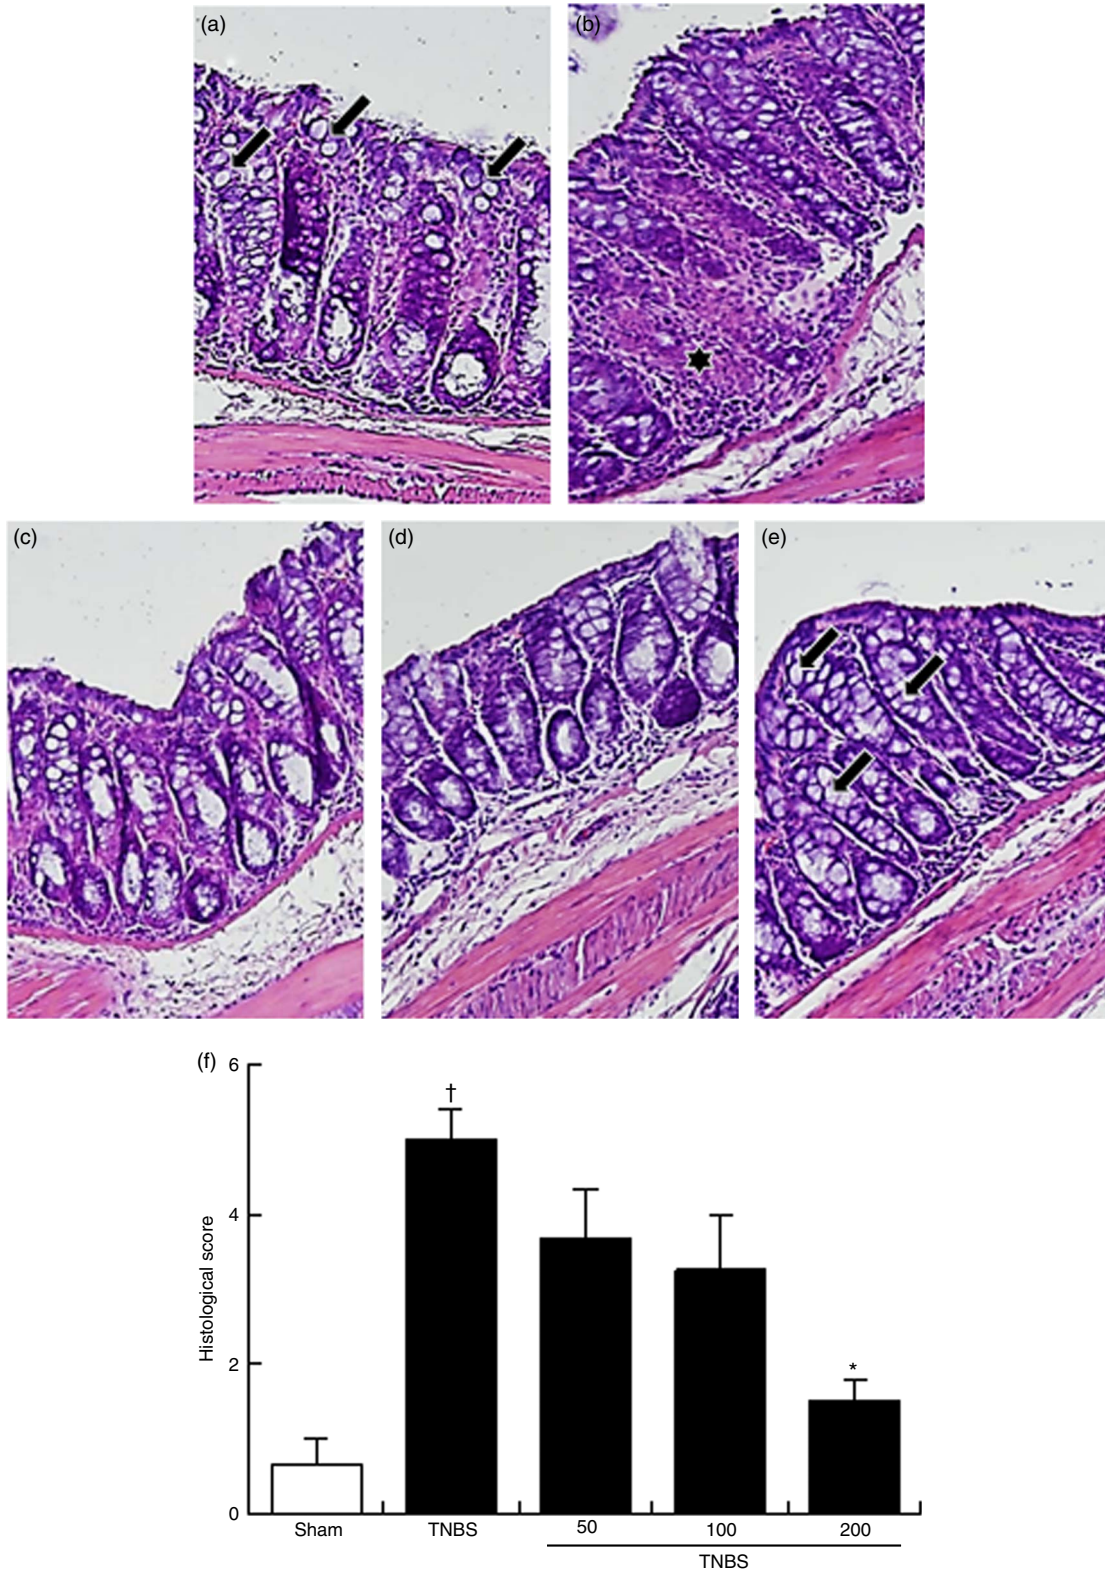 (a)
(b)
(c)
(d)
(e)
(f)
Histological score
6
4
2
0
†
*
Sham
TNBS
50
100
200
TNBS